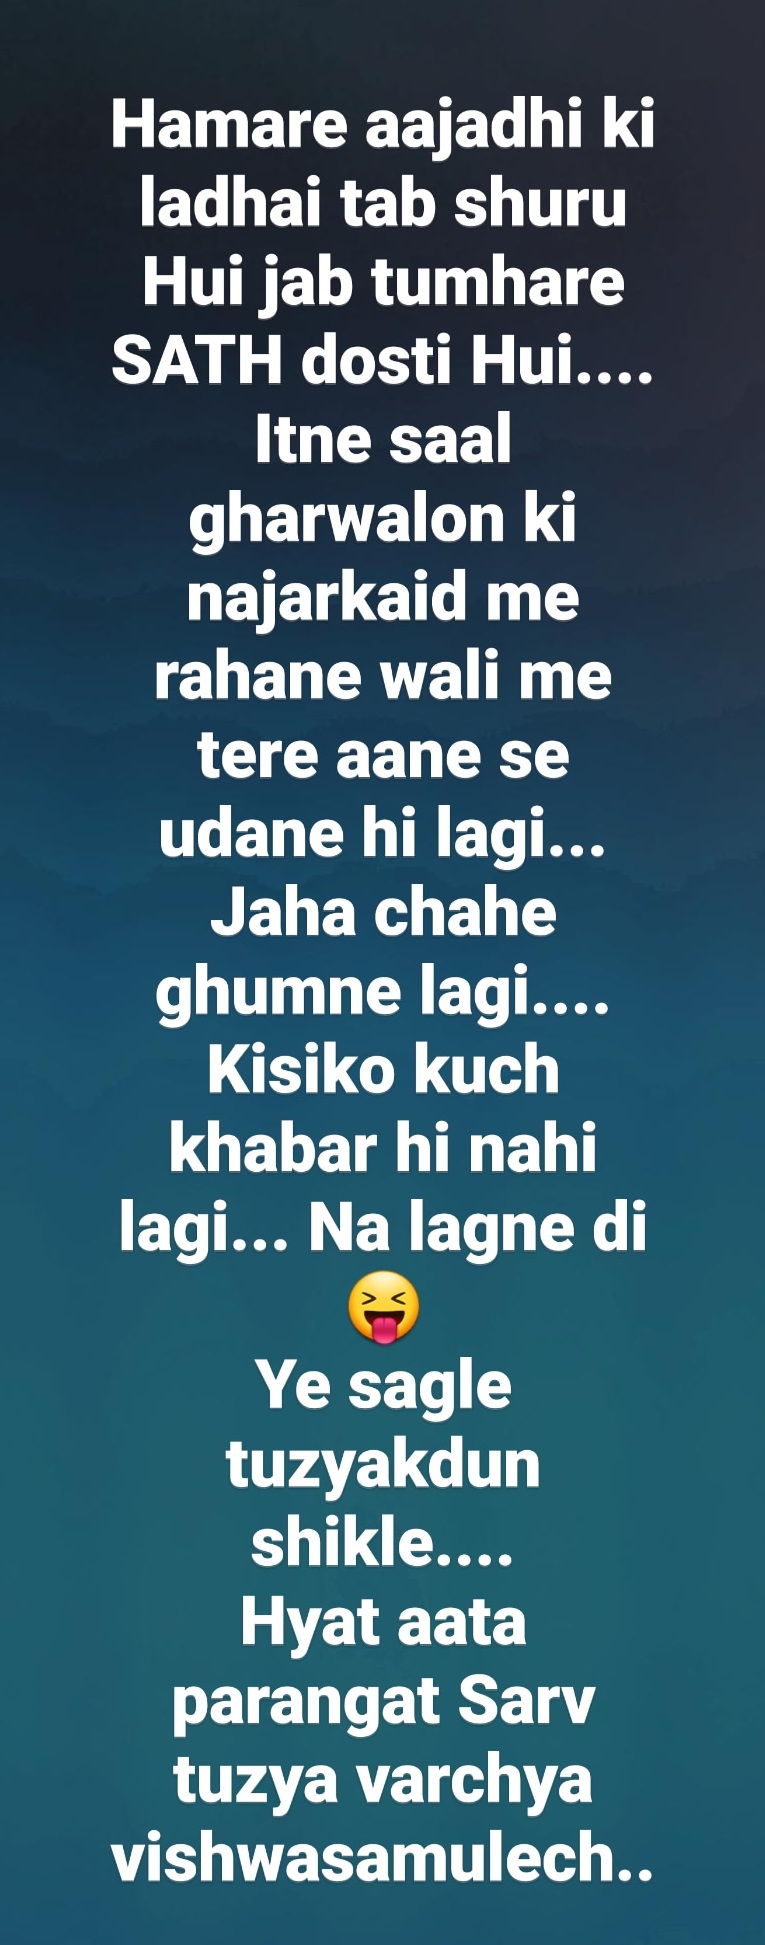 Hamare aajadhi ki
ladhai tab shuru
Hui jab tumhare
SATH dosti Hui....
Itne saal
gharwalon ki
najarkaid me
rahane wali me
tere aane se
udane hi lagi...
Jaha chahe
ghumne lagi....
Kisiko kuch
khabar hi nahi
lagi... Na lagne di
😝
Ye sagle
tuzyakdun
shikle....
Hyat aata
parangat Sarv
tuzya varchya
vishwasamulech..